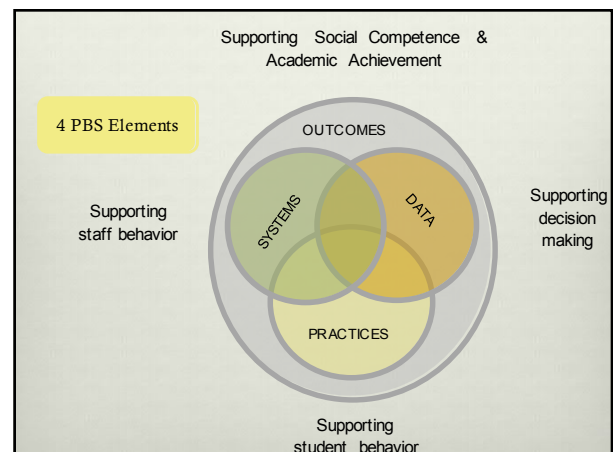 Supporting Social Competence &
Academic Achievement
4 PBS Elements
OUTCOMES
SYSTEMS
DATA
Supporting
staff behavior
Supporting
decision
making
PRACTICES
Supporting
student behavior